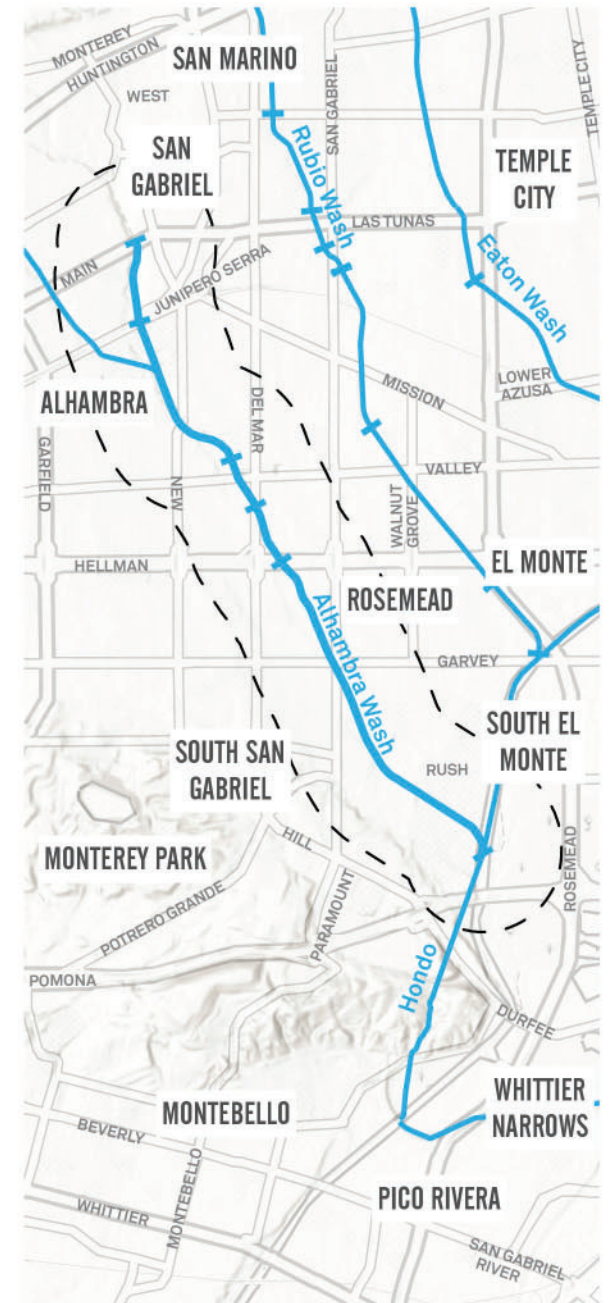 MONTEREY
HUNTINGTON
SAN MARINO
WEST
SAN GABRIEL
TEMPLE CITY
SAN
GABRIEL
Rubio Wash
TEMPLE
CITY
LAS TUNAS
MAIN
JUNIPERO SERRA
Eaton Wash
ALHAMBRA
DEL MAR
MISSION
LOWER
AZUSA
GARFIELD
NEW
VALLEY
WALNUT
GROVE
HELLMAN
EL MONTE
ROSEMEAD
Alhambra Wash
GARVEY
SOUTH SAN
GABRIEL
SOUTH EL
MONTE
RUSH
HILL
MONTEREY PARK
ROSEMEAD
POTRERO GRANDE
PARAMOUNT
POMONA
Hondo
DURFEE
MONTEBELLO
WHITTIER
NARROWS
BEVERLY
MONTEBELLO
PICO RIVERA
WHITTIER
SAN GABRIEL
RIVER